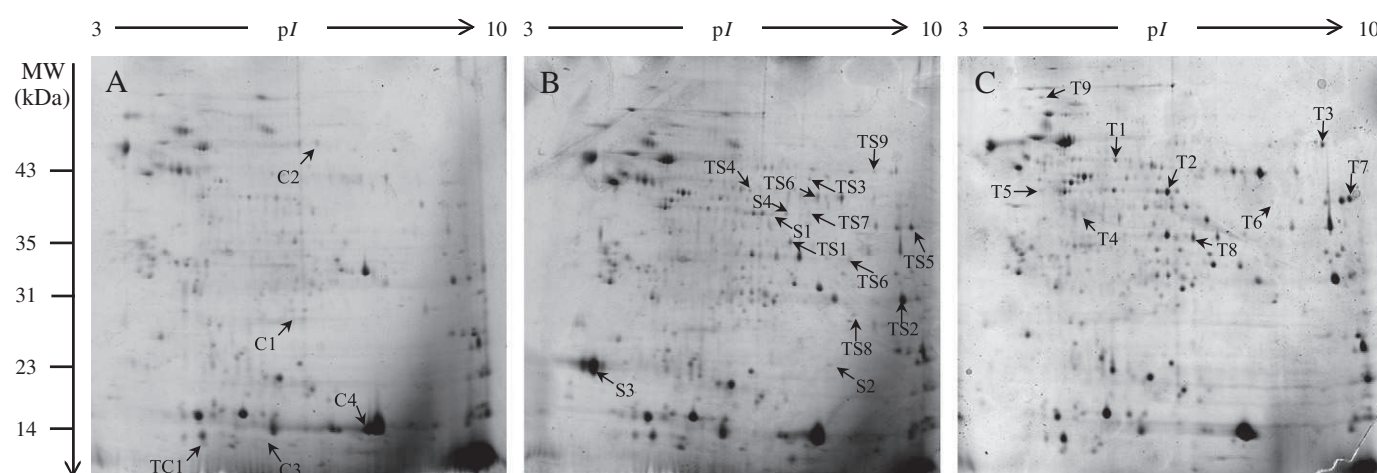 3 pI 10 3 pI 10 3 pI 10
MW
(kDa)
43
35
31
23
14
A
C2
C1
C4
TC1
C3
B
TS9
TS4
TS6
TS3
S4
TS7
S1
TS1
TS5
TS6
TS2
TS8
S3
S2
C
T9
T1
T3
T2
T7
T5
T6
T4
T8